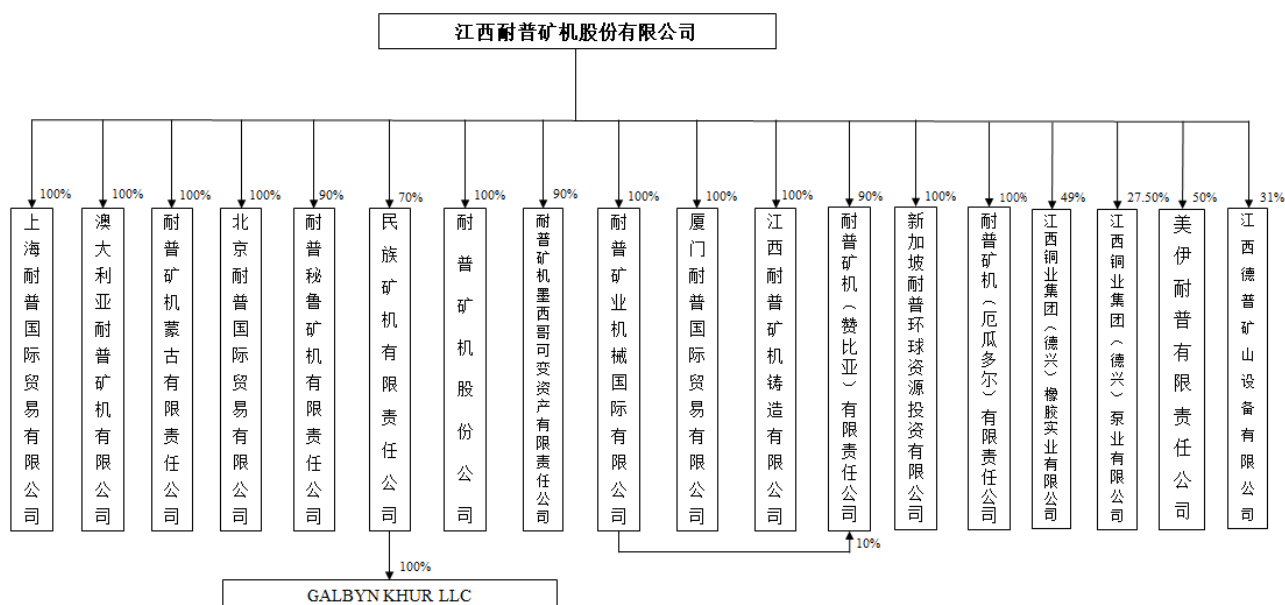 江西耐普矿机股份有限公司
100%
100%
100%
100%
90%
70%
100%
90%
100%
100%
100%
90%
100%
100%
49%
27.50%
50%
31%
上海耐普国际贸易有限公司
澳大利亚耐普矿机有限公司
耐普矿机蒙古有限责任公司
北京耐普国际贸易有限公司
耐普秘鲁矿机有限责任公司
民族矿机有限责任公司
耐普矿机股份公司
耐普矿机墨西哥可变资产有限责任公司
耐普矿业机械国际有限公司
厦门耐普国际贸易有限公司
江西耐普矿机铸造有限公司
耐普矿机（赞比亚）有限责任公司
新加坡耐普环球资源投资有限公司
耐普矿机（厄瓜多尔）有限责任公司
江西铜业集团（德兴）橡胶实业有限公司
江西铜业集团（德兴）泵业有限公司
美伊耐普有限责任公司
江西德普矿山设备有限公司
10%
100%
GALBYN KHUR LLC